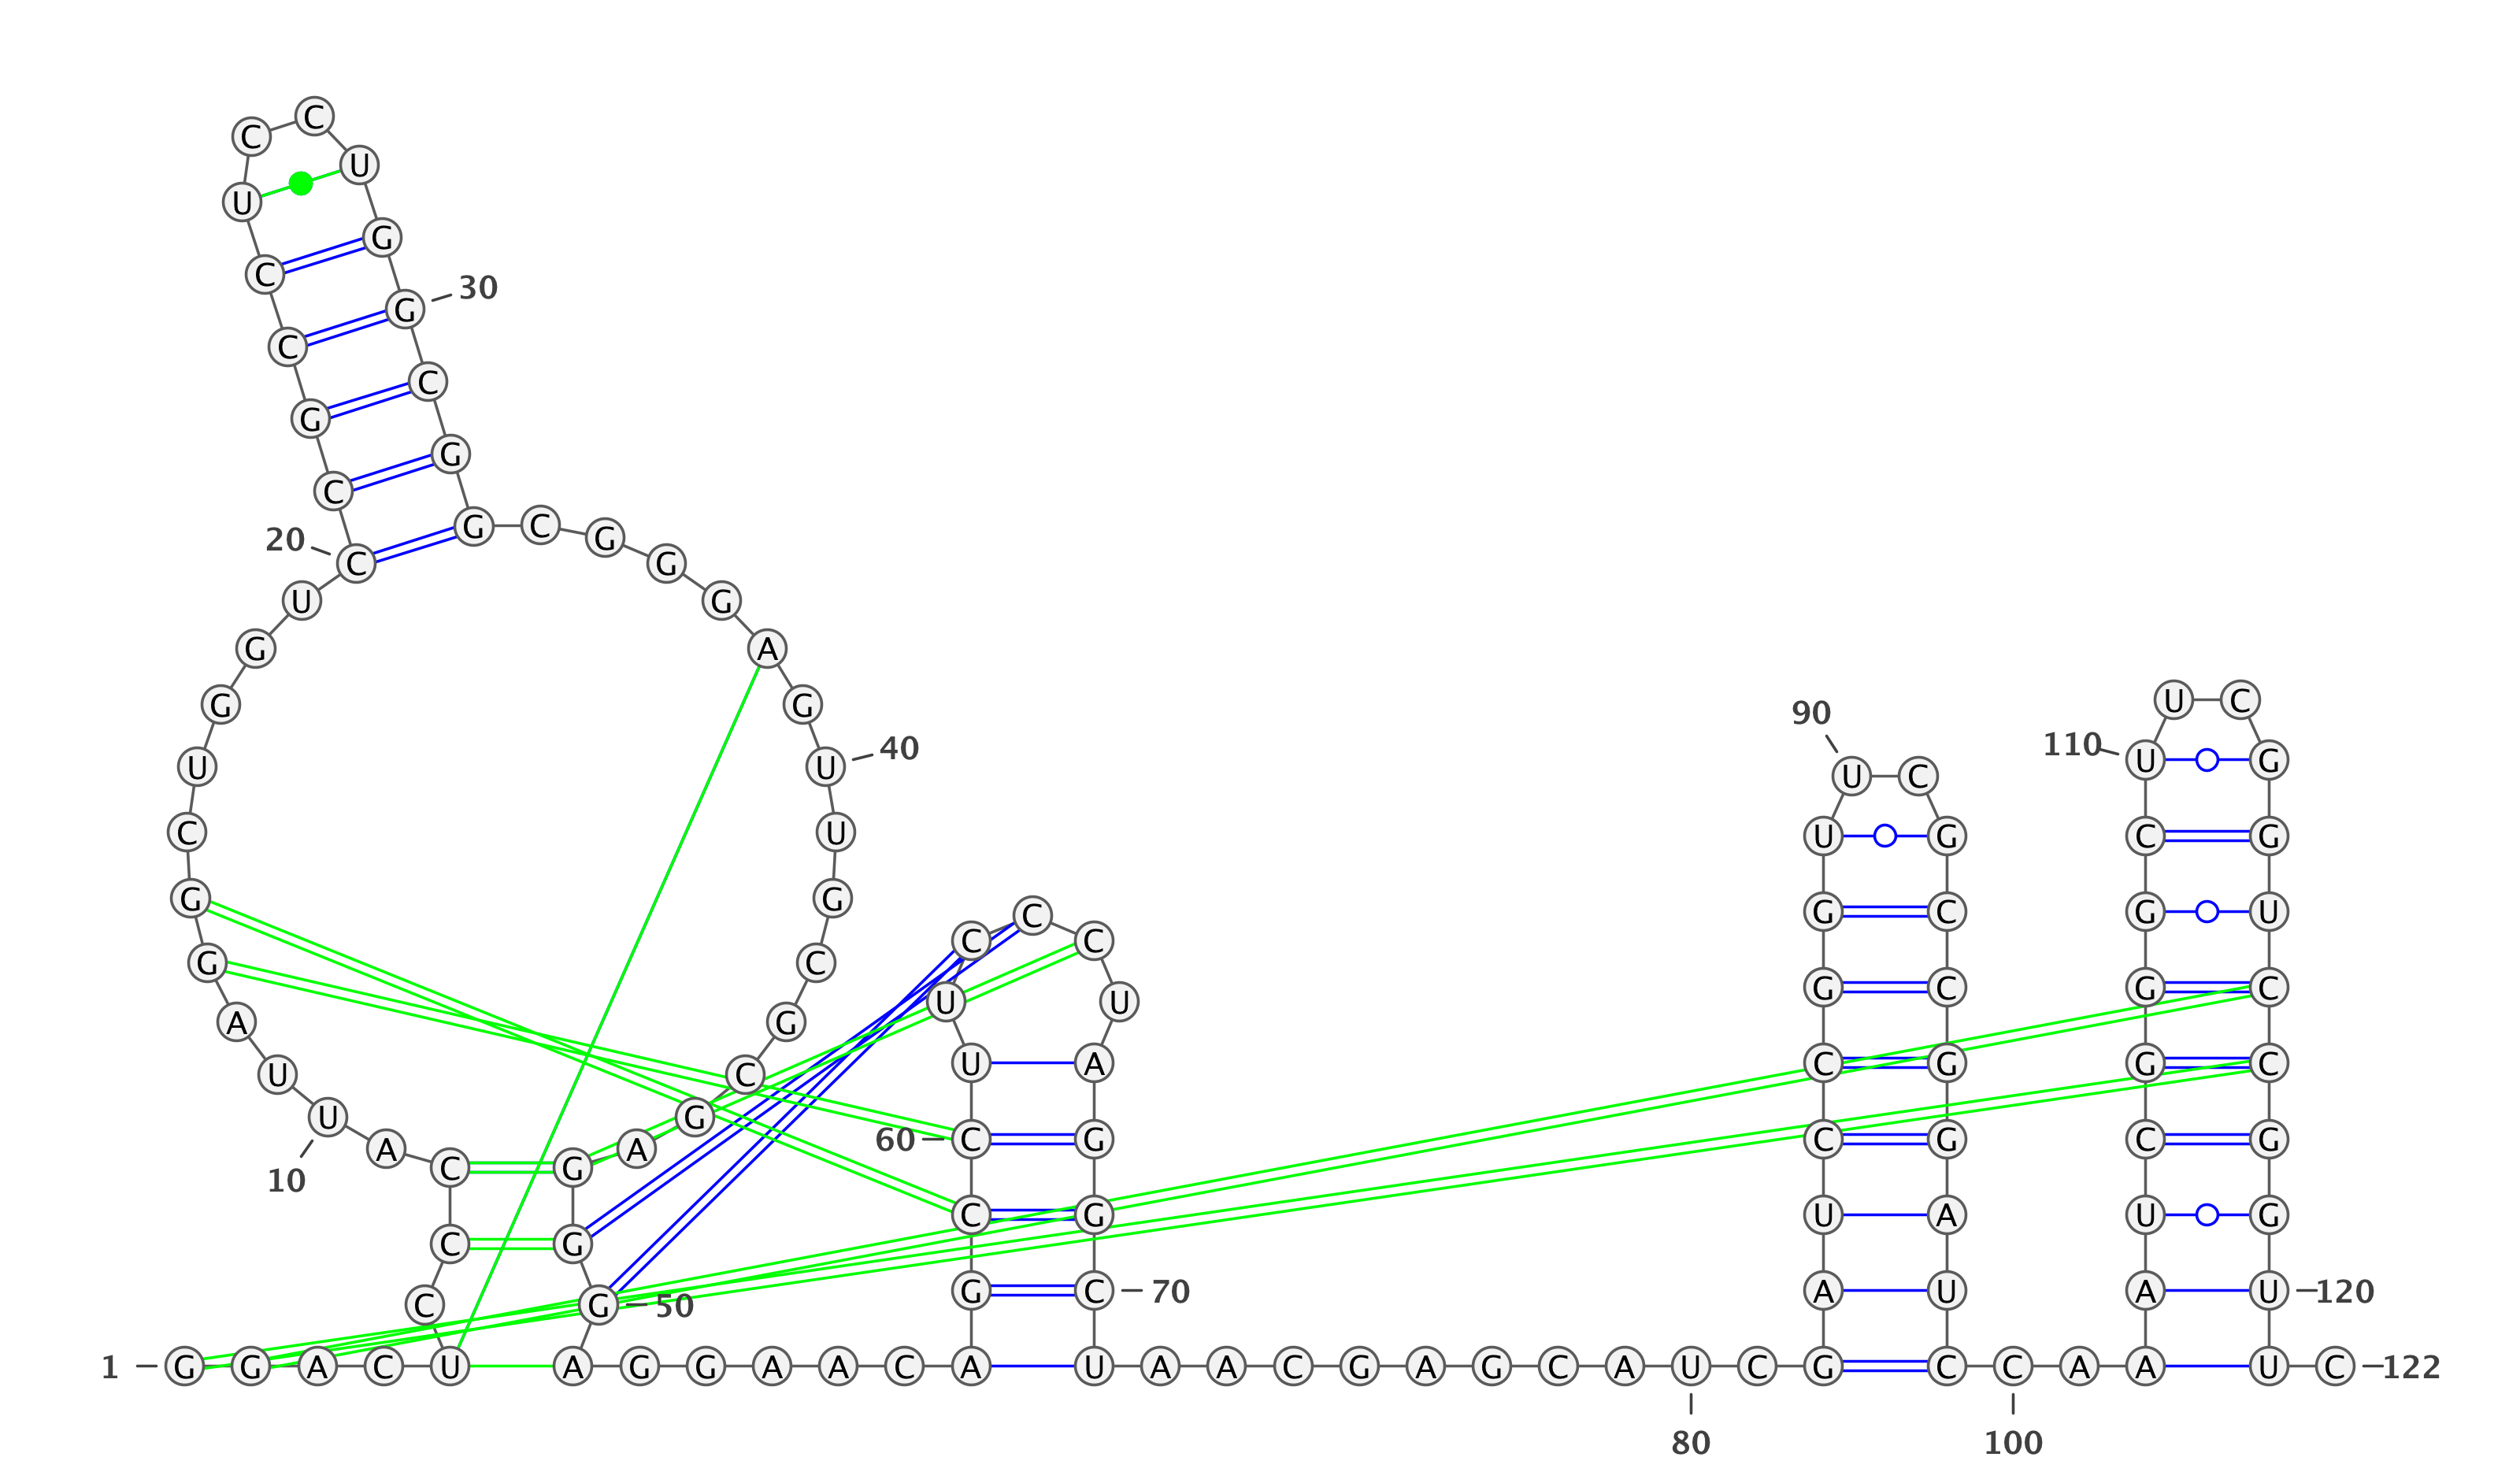 C
C U
U
G
C 30
G
C
C
G
G
C
20 G C G
C G
U G
G A
G G 90 U C
U U 40 110 U G
U C
C U U G C G
G G C C C G G C G U
G C G C G C
A G U U
U C U A C G G C
U G 60 C G C G C G
10 A C G A
C G C G U A U G
C G 50 G C 70 A U A U 120
1 G G A C U A G G A A C A U A A C G A G C A U C G C C A A U C 122
80 100